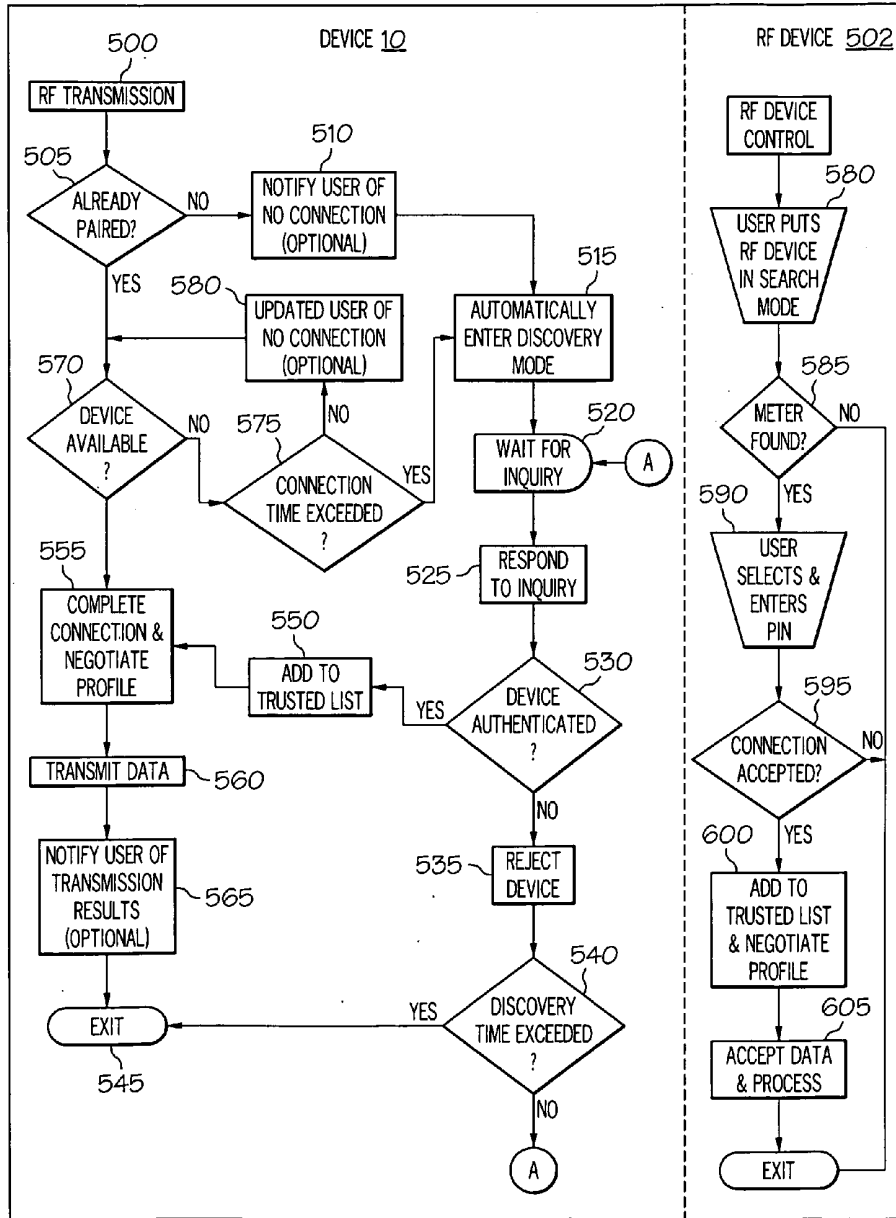 DEVICE 10
500
RF TRANSMISSION
505
ALREADY
PAIRED?
NO
YES
510
NOTIFY USER OF
NO CONNECTION
(OPTIONAL)
580
UPDATED USER OF
NO CONNECTION
(OPTIONAL)
515
AUTOMATICALLY
ENTER DISCOVERY
MODE
570
DEVICE
AVAILABLE
?
NO
575
NO
CONNECTION
TIME EXCEEDED
?
YES
520
WAIT FOR
INQUIRY
A
525
RESPOND
TO INQUIRY
555
COMPLETE
CONNECTION &
NEGOTIATE
PROFILE
550
ADD TO
TRUSTED LIST
YES
530
DEVICE
AUTHENTICATED
?
NO
TRANSMIT DATA
560
535
REJECT
DEVICE
NOTIFY USER OF
TRANSMISSION
RESULTS
(OPTIONAL)
565
540
DISCOVERY
TIME EXCEEDED
?
YES
NO
EXIT
545
A
RF DEVICE 502
RF DEVICE
CONTROL
580
USER PUTS
RF DEVICE
IN SEARCH
MODE
585
METER
FOUND?
NO
YES
590
USER
SELECTS &
ENTERS
PIN
595
CONNECTION
ACCEPTED?
NO
YES
600
ADD TO
TRUSTED LIST
& NEGOTIATE
PROFILE
605
ACCEPT DATA
& PROCESS
EXIT